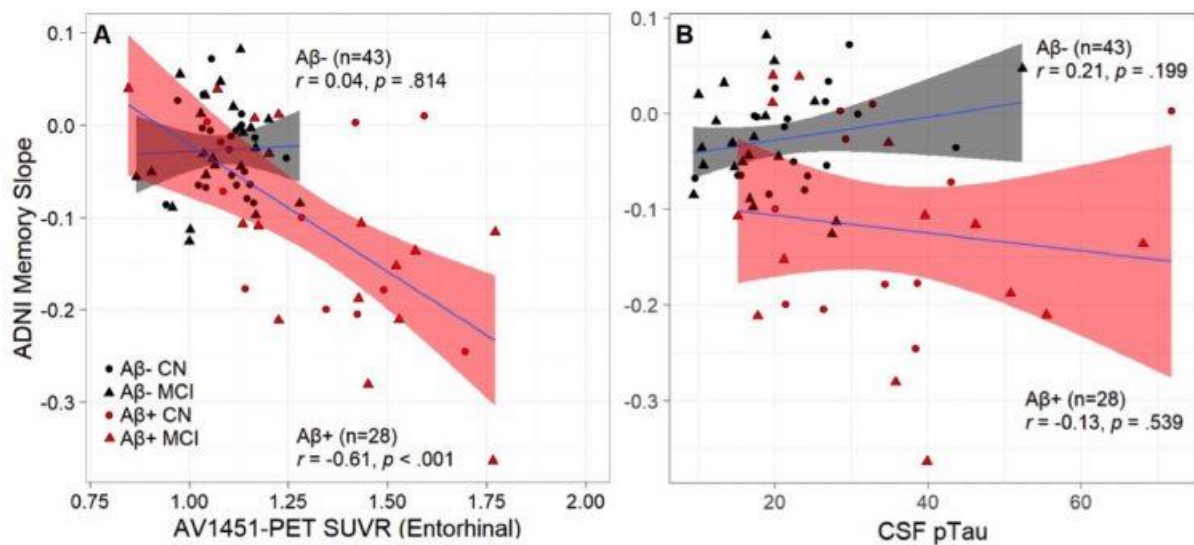 A
B
Aβ- (n=43)
r = 0.04, p = .814
Aβ- (n=43)
r = 0.21, p = .199
0.1
0.0
-0.1
-0.2
-0.3
ADNI Memory Slope
Aβ- CN
Aβ- MCI
Aβ+ CN
Aβ+ MCI
Aβ+ (n=28)
r = -0.61, p < .001
0.75
1.00
1.25
1.50
1.75
2.00
AV1451-PET SUVR (Entorhinal)
0.1
0.0
-0.1
-0.2
-0.3
Aβ+ (n=28)
r = -0.13, p = .539
20
40
60
CSF pTau